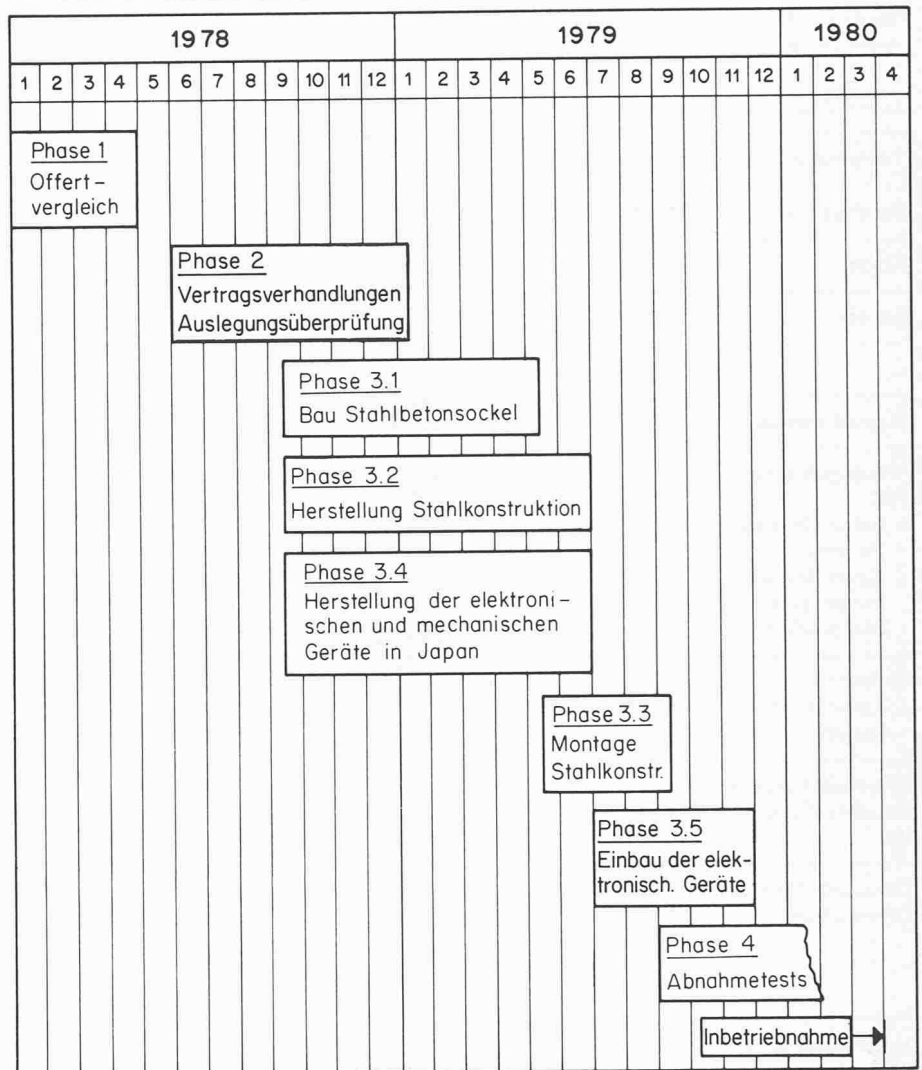 1978 1979 1980
1 2 3 4 5 6 7 8 9 10 11 12 1 2 3 4 5 6 7 8 9 10 11 12 1 2 3 4
Phase 1
Offert-
vergleich
Phase 2
Vertragsverhandlungen
Auslegungsüberprüfung
Phase 3.1
Bau Stahlbetonsockel
Phase 3.2
Herstellung Stahlkonstruktion
Phase 3.4
Herstellung der elektroni-
schen und mechanischen
Geräte in Japan
Phase 3.3
Montage
Stahlkonstr.
Phase 3.5
Einbau der elek-
tronisch. Geräte
Phase 4
Abnahmetests
Inbetriebnahme